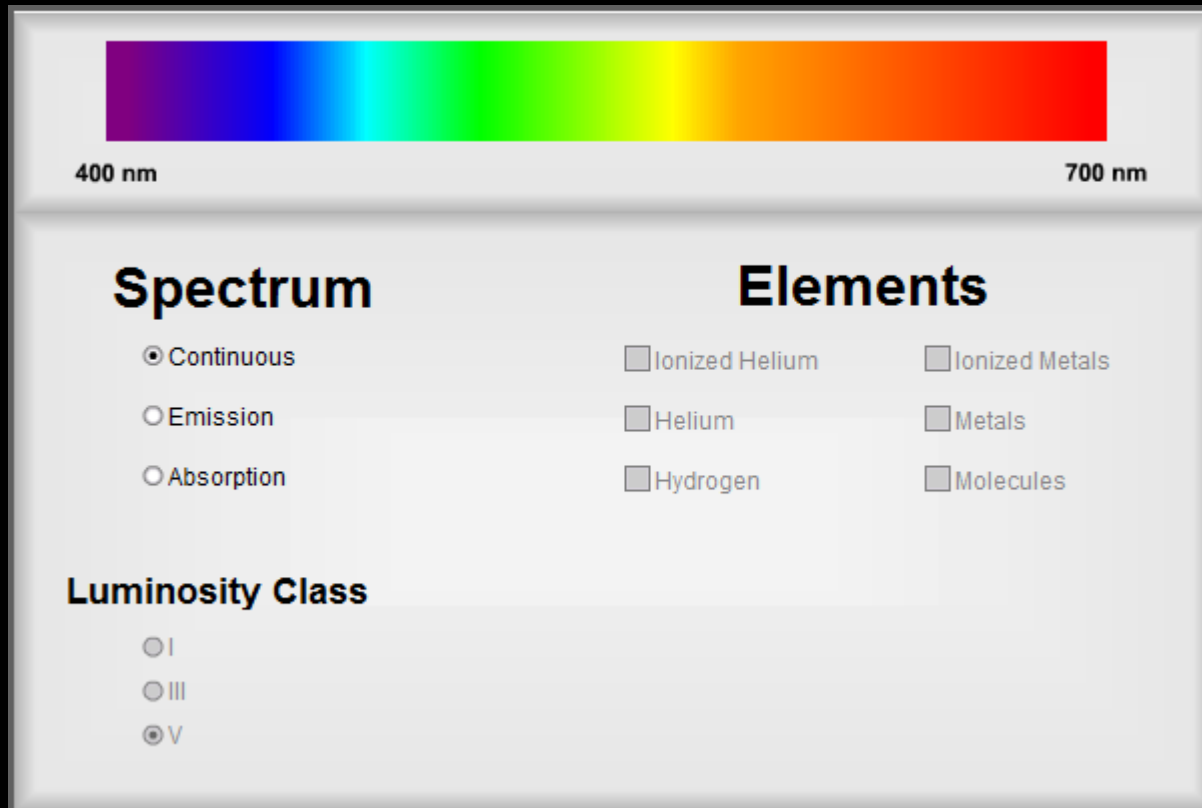 400 nm 700 nm
Spectrum
Continuous
Emission
Absorption
Elements
Ionized Helium Ionized Metals
Helium Metals
Hydrogen Molecules
Luminosity Class
I
III
V